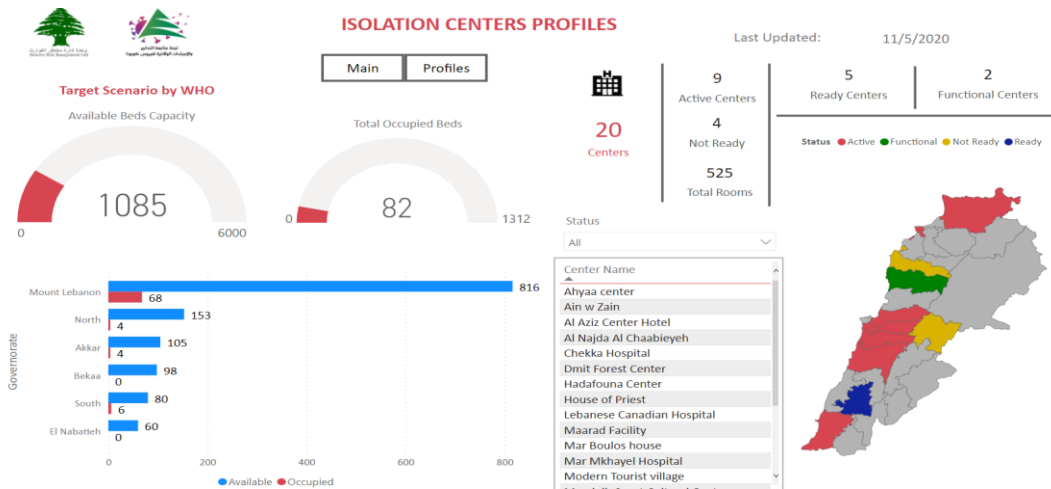 ISOLATION CENTERS PROFILES
Last Updated: 11/5/2020
Main
Profiles
Target Scenario by WHO
Available Beds Capacity
1085
0
6000
Total Occupied Beds
82
0
1312
20
Centers
9
Active Centers
4
Not Ready
525
Total Rooms
5
Ready Centers
2
Functional Centers
Status Active Functional Not Ready Ready
Status
All
Center Name
Ahyaa center
Ain w Zain
Al Aziz Center Hotel
Al Najda Al Chaabieyeh
Chekka Hospital
Dmit Forest Center
Hadafouna Center
House of Priest
Lebanese Canadian Hospital
Maarad Facility
Mar Boulos house
Mar Mkhayel Hospital
Modern Tourist village
Governorate
Mount Lebanon 816
68
North 153
4
Akkar 105
4
Bekaa 98
0
South 80
6
El Nabatieh 60
0
0 200 400 600 800
Available Occupied